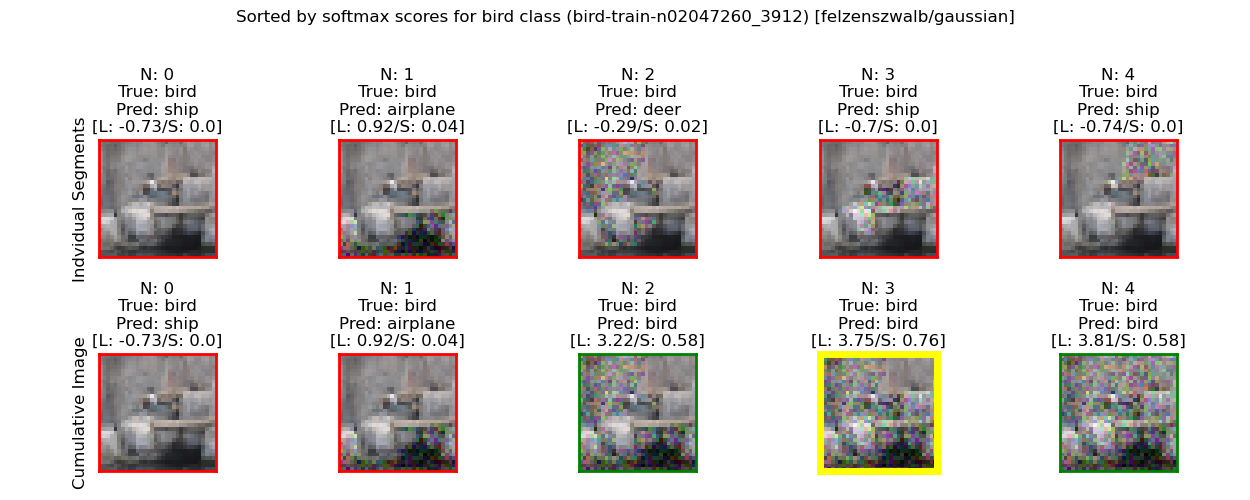 Sorted by softmax scores for bird class (bird-train-n02047260_3912) [felzenszwalb/gaussian]
Indvidual Segments
N: 0
True: bird
Pred: ship
[L: -0.73/S: 0.0]
N: 1
True: bird
Pred: airplane
[L: 0.92/S: 0.04]
N: 2
True: bird
Pred: deer
[L: -0.29/S: 0.02]
N: 3
True: bird
Pred: ship
[L: -0.7/S: 0.0]
N: 4
True: bird
Pred: ship
[L: -0.74/S: 0.0]
Cumulative Image
N: 0
True: bird
Pred: ship
[L: -0.73/S: 0.0]
N: 1
True: bird
Pred: airplane
[L: 0.92/S: 0.04]
N: 2
True: bird
Pred: bird
[L: 3.22/S: 0.58]
N: 3
True: bird
Pred: bird
[L: 3.75/S: 0.76]
N: 4
True: bird
Pred: bird
[L: 3.81/S: 0.58]